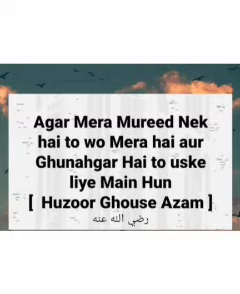 Agar Mera Mureed Nek
hai to wo Mera hai aur
Ghunahgar Hai to uske
liye Main Hun
[ Huzoor Ghouse Azam ]
رضي الله عنه